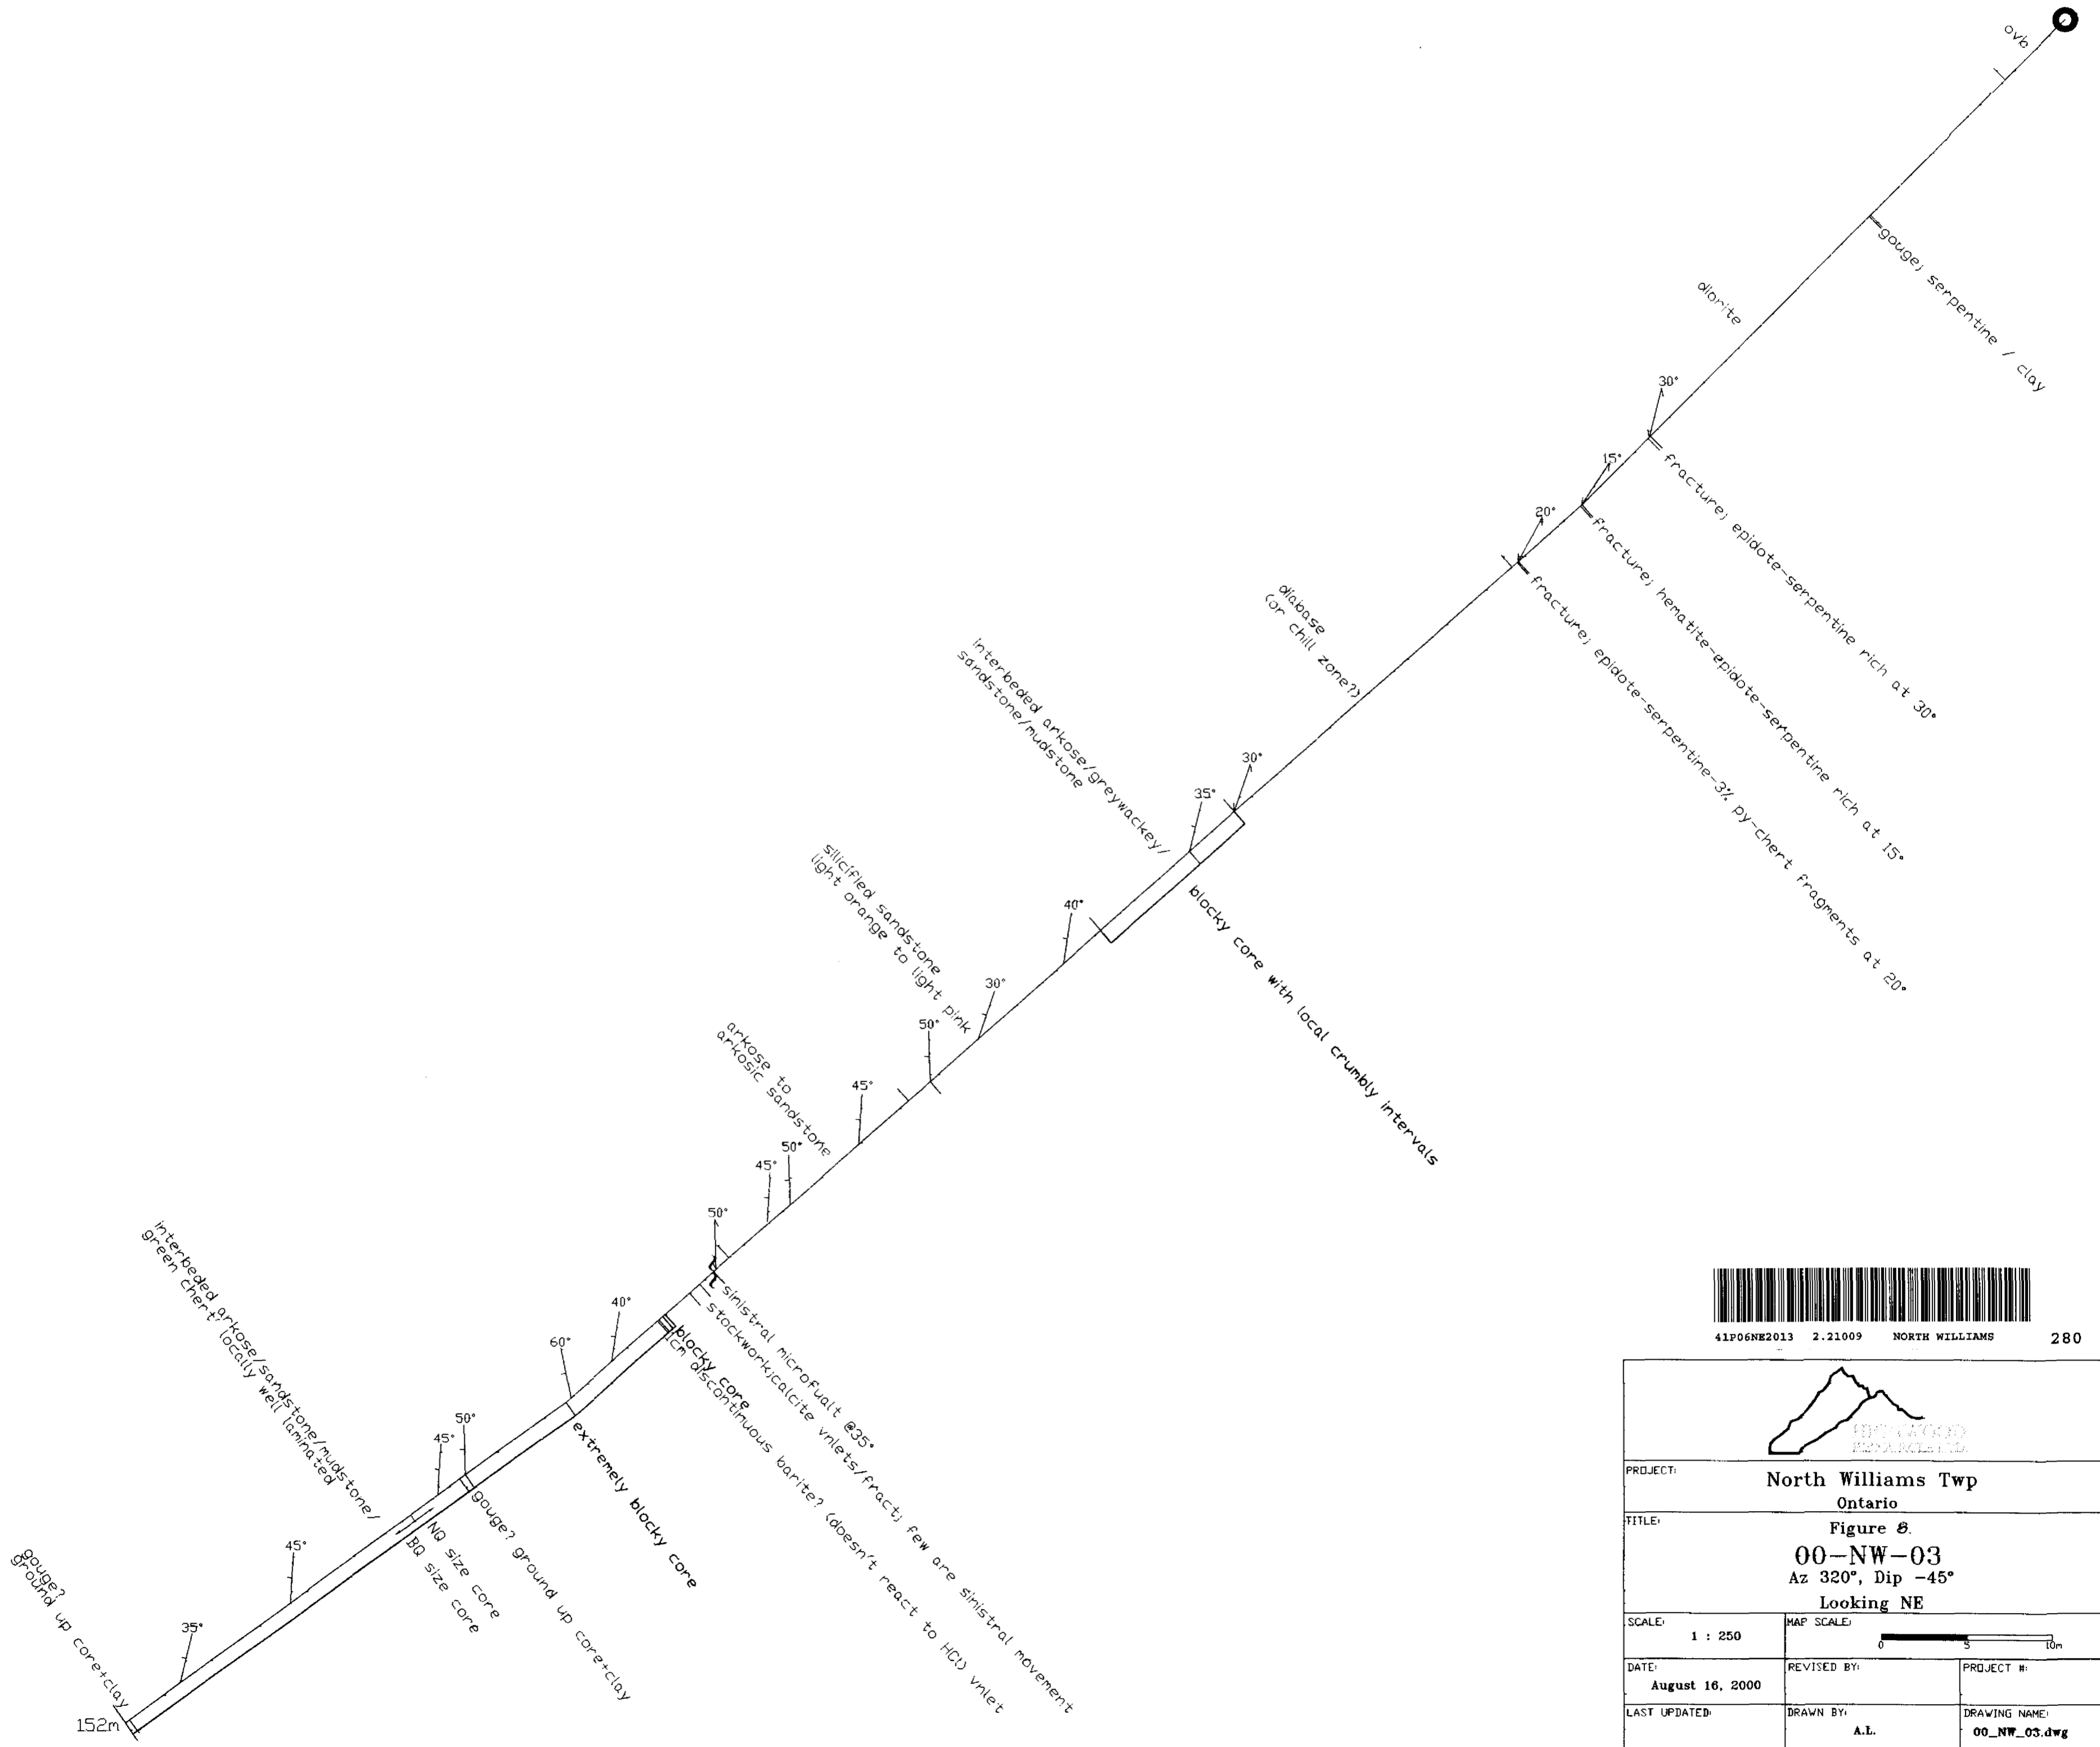 ovb
gouge; serpentine / clay
diorite
30°
fracture; epidote-serpentine rich at 30°
15°
fracture; hematite-epidote-serpentine rich at 15°
20°
fracture; epidote-serpentine-3% py-chert fragments at 20°
diabase
(or chill zone?)
interbeded arkose/greywackey/
sandstone/mudstone
30°
35°
blocky core with local crumbly intervals
silicified sandstone
light orange to light pink
40°
30°
50°
arkose to
arkosic sandstone
45°
50°
45°
50°
sinistral microfualt @35°
stockwork;calcite vnlets/fract; few are sinistral movement
blocky core
1cm discontinuous barite? (doesn't react to HCl) vnlet
40°
60°
extremely blocky core
interbeded arkose/sandstone/mudstone/
green chert; locally well laminated
50°
45°
gouge? ground up core+clay
NQ size core
BQ size core
45°
35°
gouge?
ground up core+clay
152m
41P06NE2013 2.21009 NORTH WILLIAMS 280
PROJECT:
North Williams Twp
Ontario
TITLE:
Figure 8.
00-NW-03
Az 320°, Dip -45°
Looking NE
SCALE:
1 : 250
MAP SCALE:
0 5 10m
DATE:
August 16, 2000
REVISED BY:
PROJECT #:
LAST UPDATED:
DRAWN BY:
A.L.
DRAWING NAME:
00_NW_03.dwg